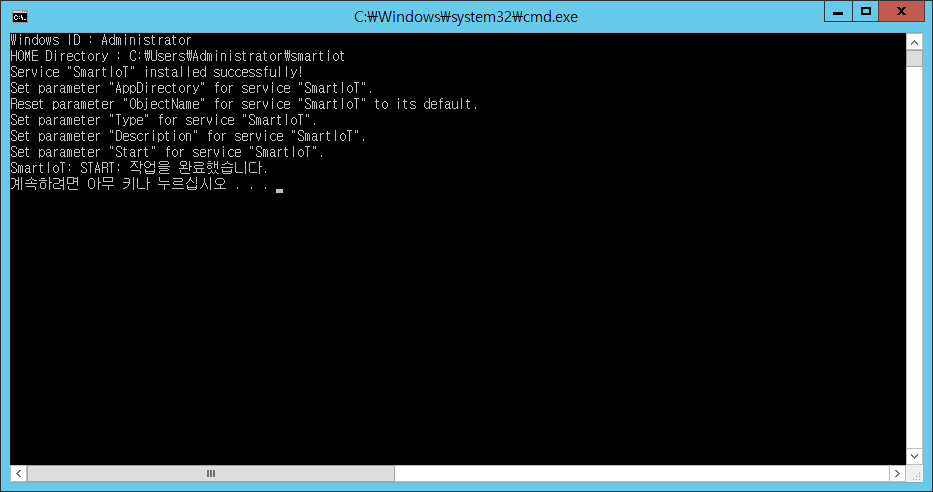 C:₩Windows₩system32₩cmd.exe
Windows ID : Administrator
HOME Directory : C:₩Users₩Administrator₩smartiot
Service "SmartIoT" installed successfully!
Set parameter "AppDirectory" for service "SmartIoT".
Reset parameter "ObjectName" for service "SmartIoT" to its default.
Set parameter "Type" for service "SmartIoT".
Set parameter "Description" for service "SmartIoT".
Set parameter "Start" for service "SmartIoT".
SmartIoT: START: 작업을 완료했습니다.
계속하려면 아무 키나 누르십시오 . . .